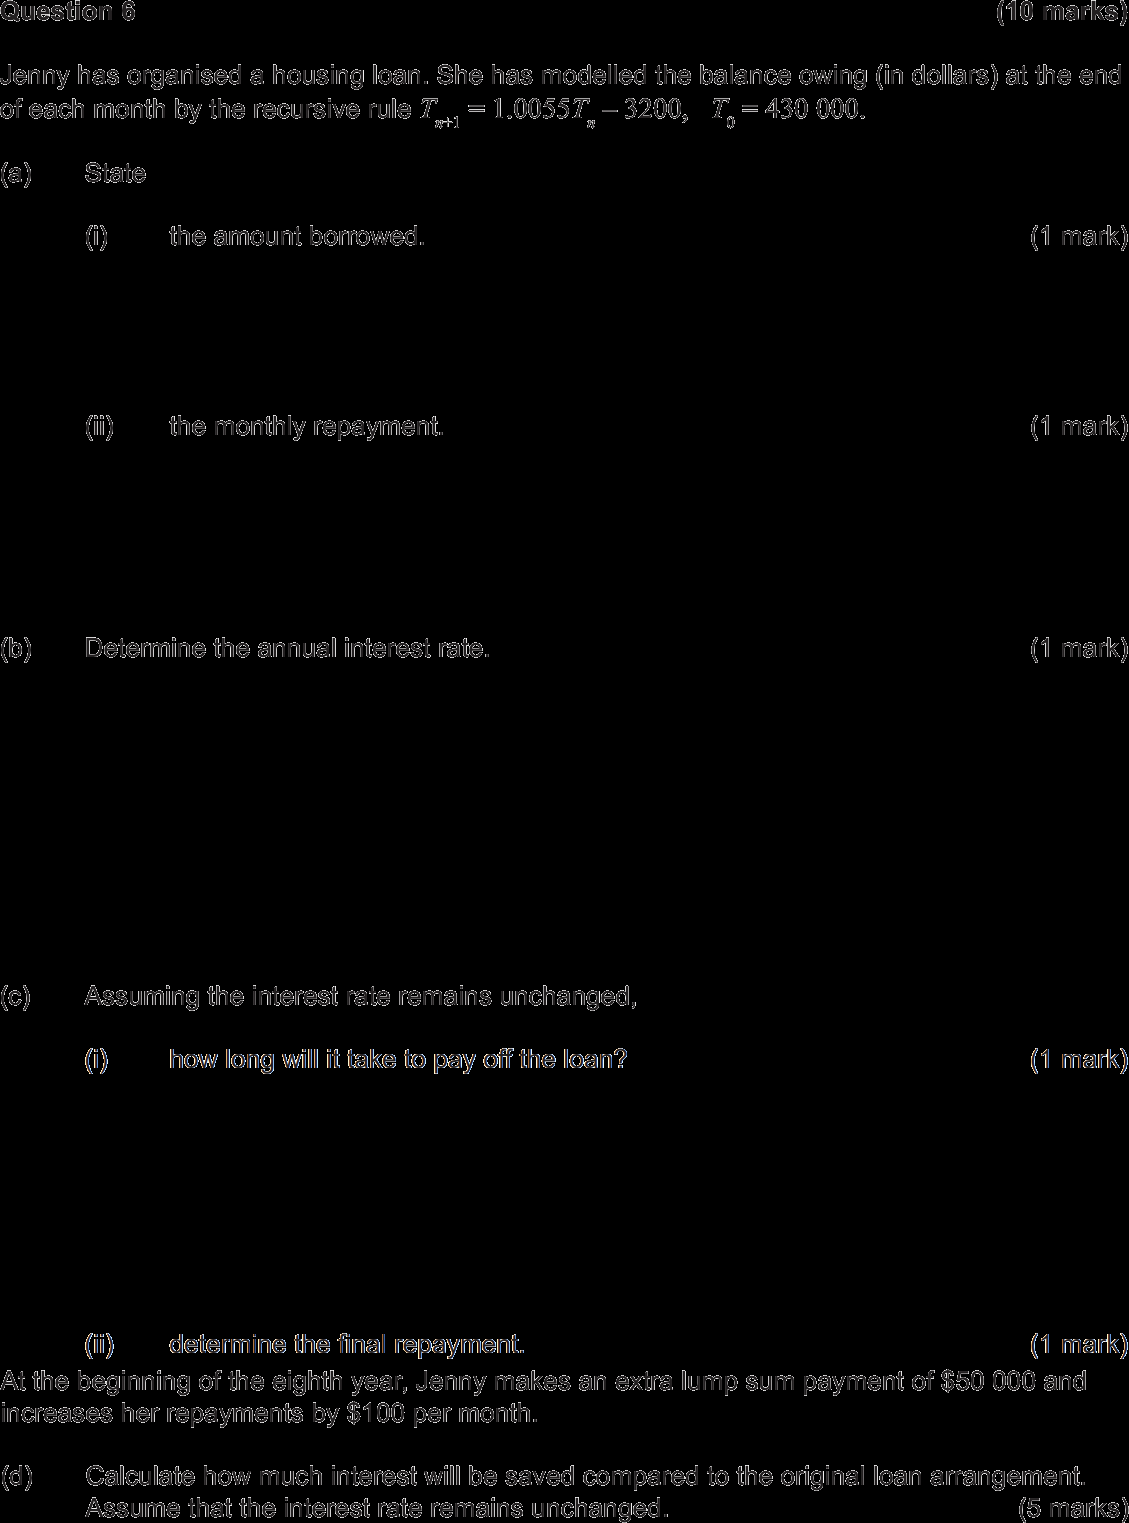 Question 6 (10 marks)
Jenny has organised a housing loan. She has modelled the balance owing (in dollars) at the end
of each month by the recursive rule Tₙ₊₁ = 1.0055Tₙ – 3200, T₀ = 430 000.
(a) State
(i) the amount borrowed. (1 mark)
(ii) the monthly repayment. (1 mark)
(b) Determine the annual interest rate. (1 mark)
(c) Assuming the interest rate remains unchanged,
(i) how long will it take to pay off the loan? (1 mark)
(ii) determine the final repayment. (1 mark)
At the beginning of the eighth year, Jenny makes an extra lump sum payment of $50 000 and
increases her repayments by $100 per month.
(d) Calculate how much interest will be saved compared to the original loan arrangement.
Assume that the interest rate remains unchanged. (5 marks)